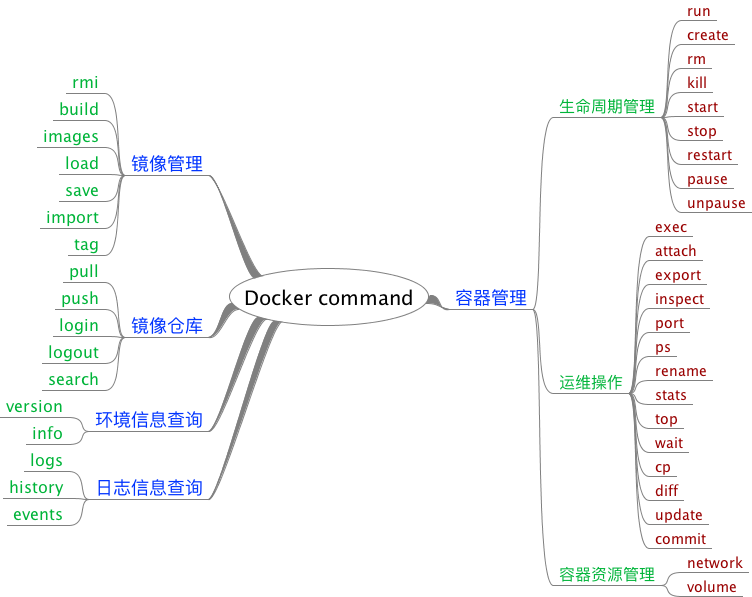 Docker command
镜像管理
rmi
build
images
load
save
import
tag
镜像仓库
pull
push
login
logout
search
环境信息查询
version
info
日志信息查询
logs
history
events
容器管理
生命周期管理
run
create
rm
kill
start
stop
restart
pause
unpause
运维操作
exec
attach
export
inspect
port
ps
rename
stats
top
wait
cp
diff
update
commit
容器资源管理
network
volume